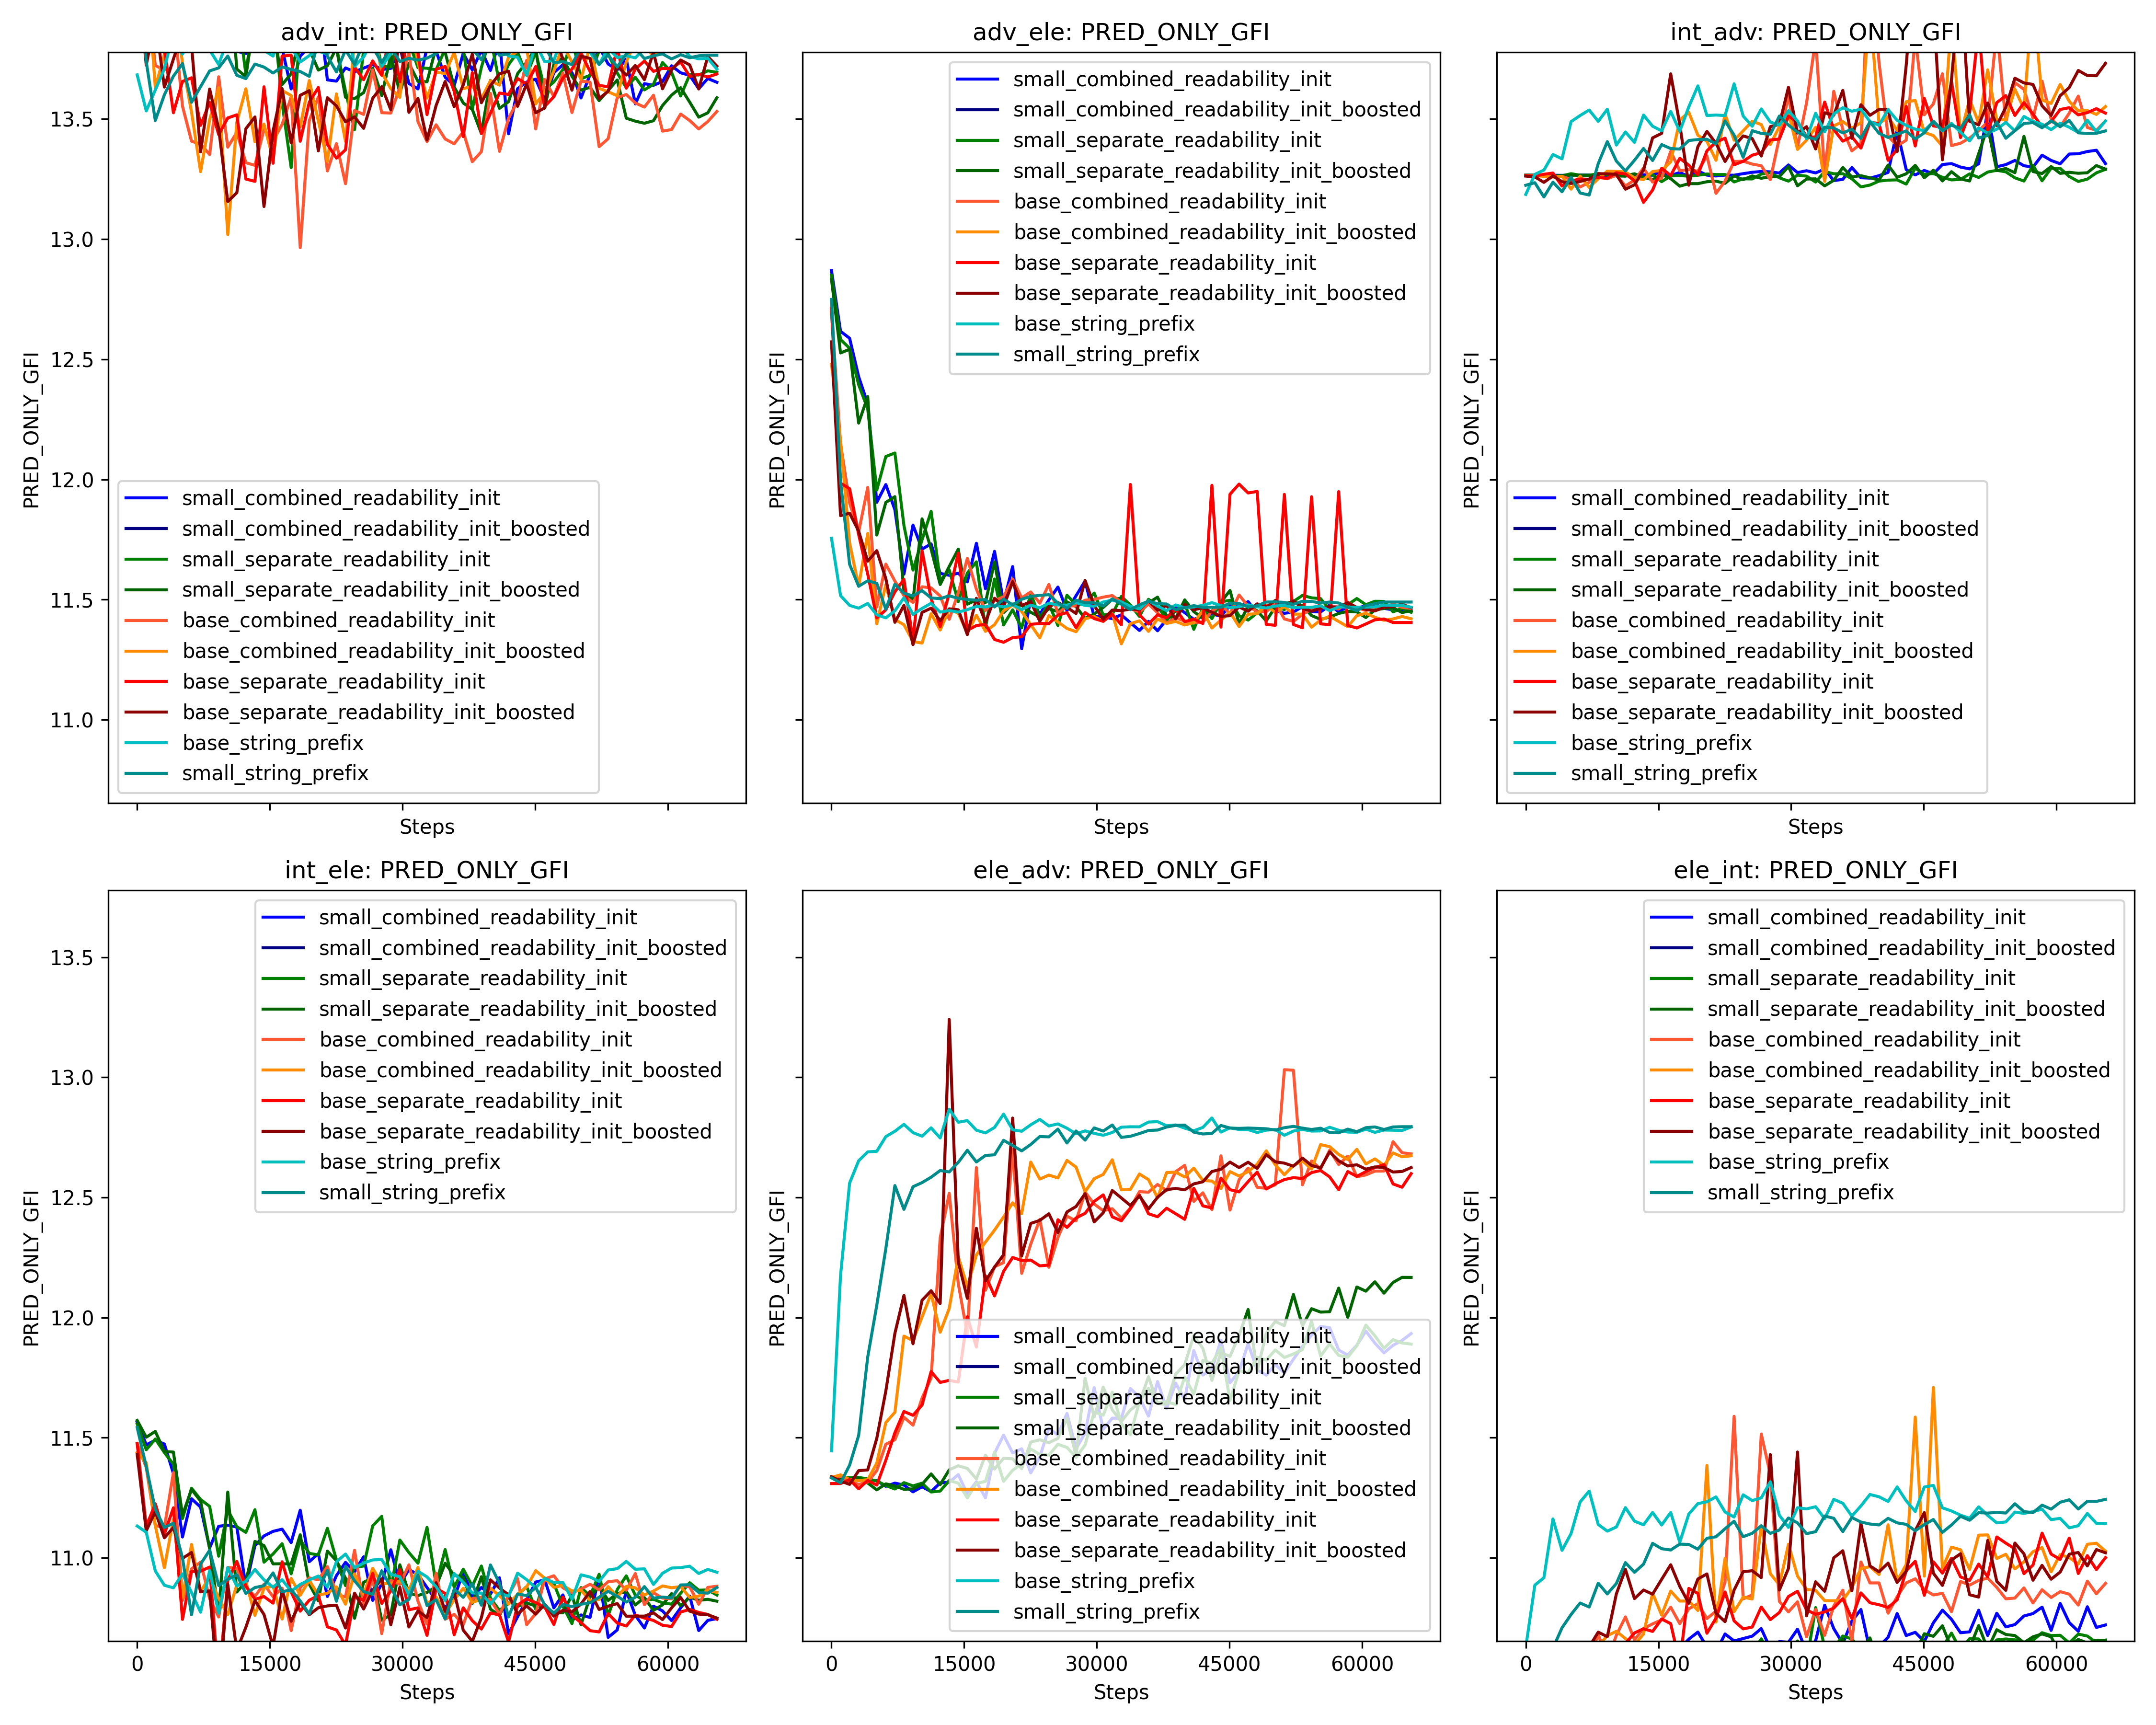 adv_int: PRED_ONLY_GFI
PRED_ONLY_GFI
13.5
13.0
12.5
12.0
11.5
11.0
small_combined_readability_init
small_combined_readability_init_boosted
small_separate_readability_init
small_separate_readability_init_boosted
base_combined_readability_init
base_combined_readability_init_boosted
base_separate_readability_init
base_separate_readability_init_boosted
base_string_prefix
small_string_prefix
Steps
adv_ele: PRED_ONLY_GFI
PRED_ONLY_GFI
small_combined_readability_init
small_combined_readability_init_boosted
small_separate_readability_init
small_separate_readability_init_boosted
base_combined_readability_init
base_combined_readability_init_boosted
base_separate_readability_init
base_separate_readability_init_boosted
base_string_prefix
small_string_prefix
Steps
int_adv: PRED_ONLY_GFI
PRED_ONLY_GFI
small_combined_readability_init
small_combined_readability_init_boosted
small_separate_readability_init
small_separate_readability_init_boosted
base_combined_readability_init
base_combined_readability_init_boosted
base_separate_readability_init
base_separate_readability_init_boosted
base_string_prefix
small_string_prefix
Steps
int_ele: PRED_ONLY_GFI
PRED_ONLY_GFI
13.5
13.0
12.5
12.0
11.5
11.0
small_combined_readability_init
small_combined_readability_init_boosted
small_separate_readability_init
small_separate_readability_init_boosted
base_combined_readability_init
base_combined_readability_init_boosted
base_separate_readability_init
base_separate_readability_init_boosted
base_string_prefix
small_string_prefix
0 15000 30000 45000 60000
Steps
ele_adv: PRED_ONLY_GFI
PRED_ONLY_GFI
small_combined_readability_init
small_combined_readability_init_boosted
small_separate_readability_init
small_separate_readability_init_boosted
base_combined_readability_init
base_combined_readability_init_boosted
base_separate_readability_init
base_separate_readability_init_boosted
base_string_prefix
small_string_prefix
0 15000 30000 45000 60000
Steps
ele_int: PRED_ONLY_GFI
PRED_ONLY_GFI
small_combined_readability_init
small_combined_readability_init_boosted
small_separate_readability_init
small_separate_readability_init_boosted
base_combined_readability_init
base_combined_readability_init_boosted
base_separate_readability_init
base_separate_readability_init_boosted
base_string_prefix
small_string_prefix
0 15000 30000 45000 60000
Steps